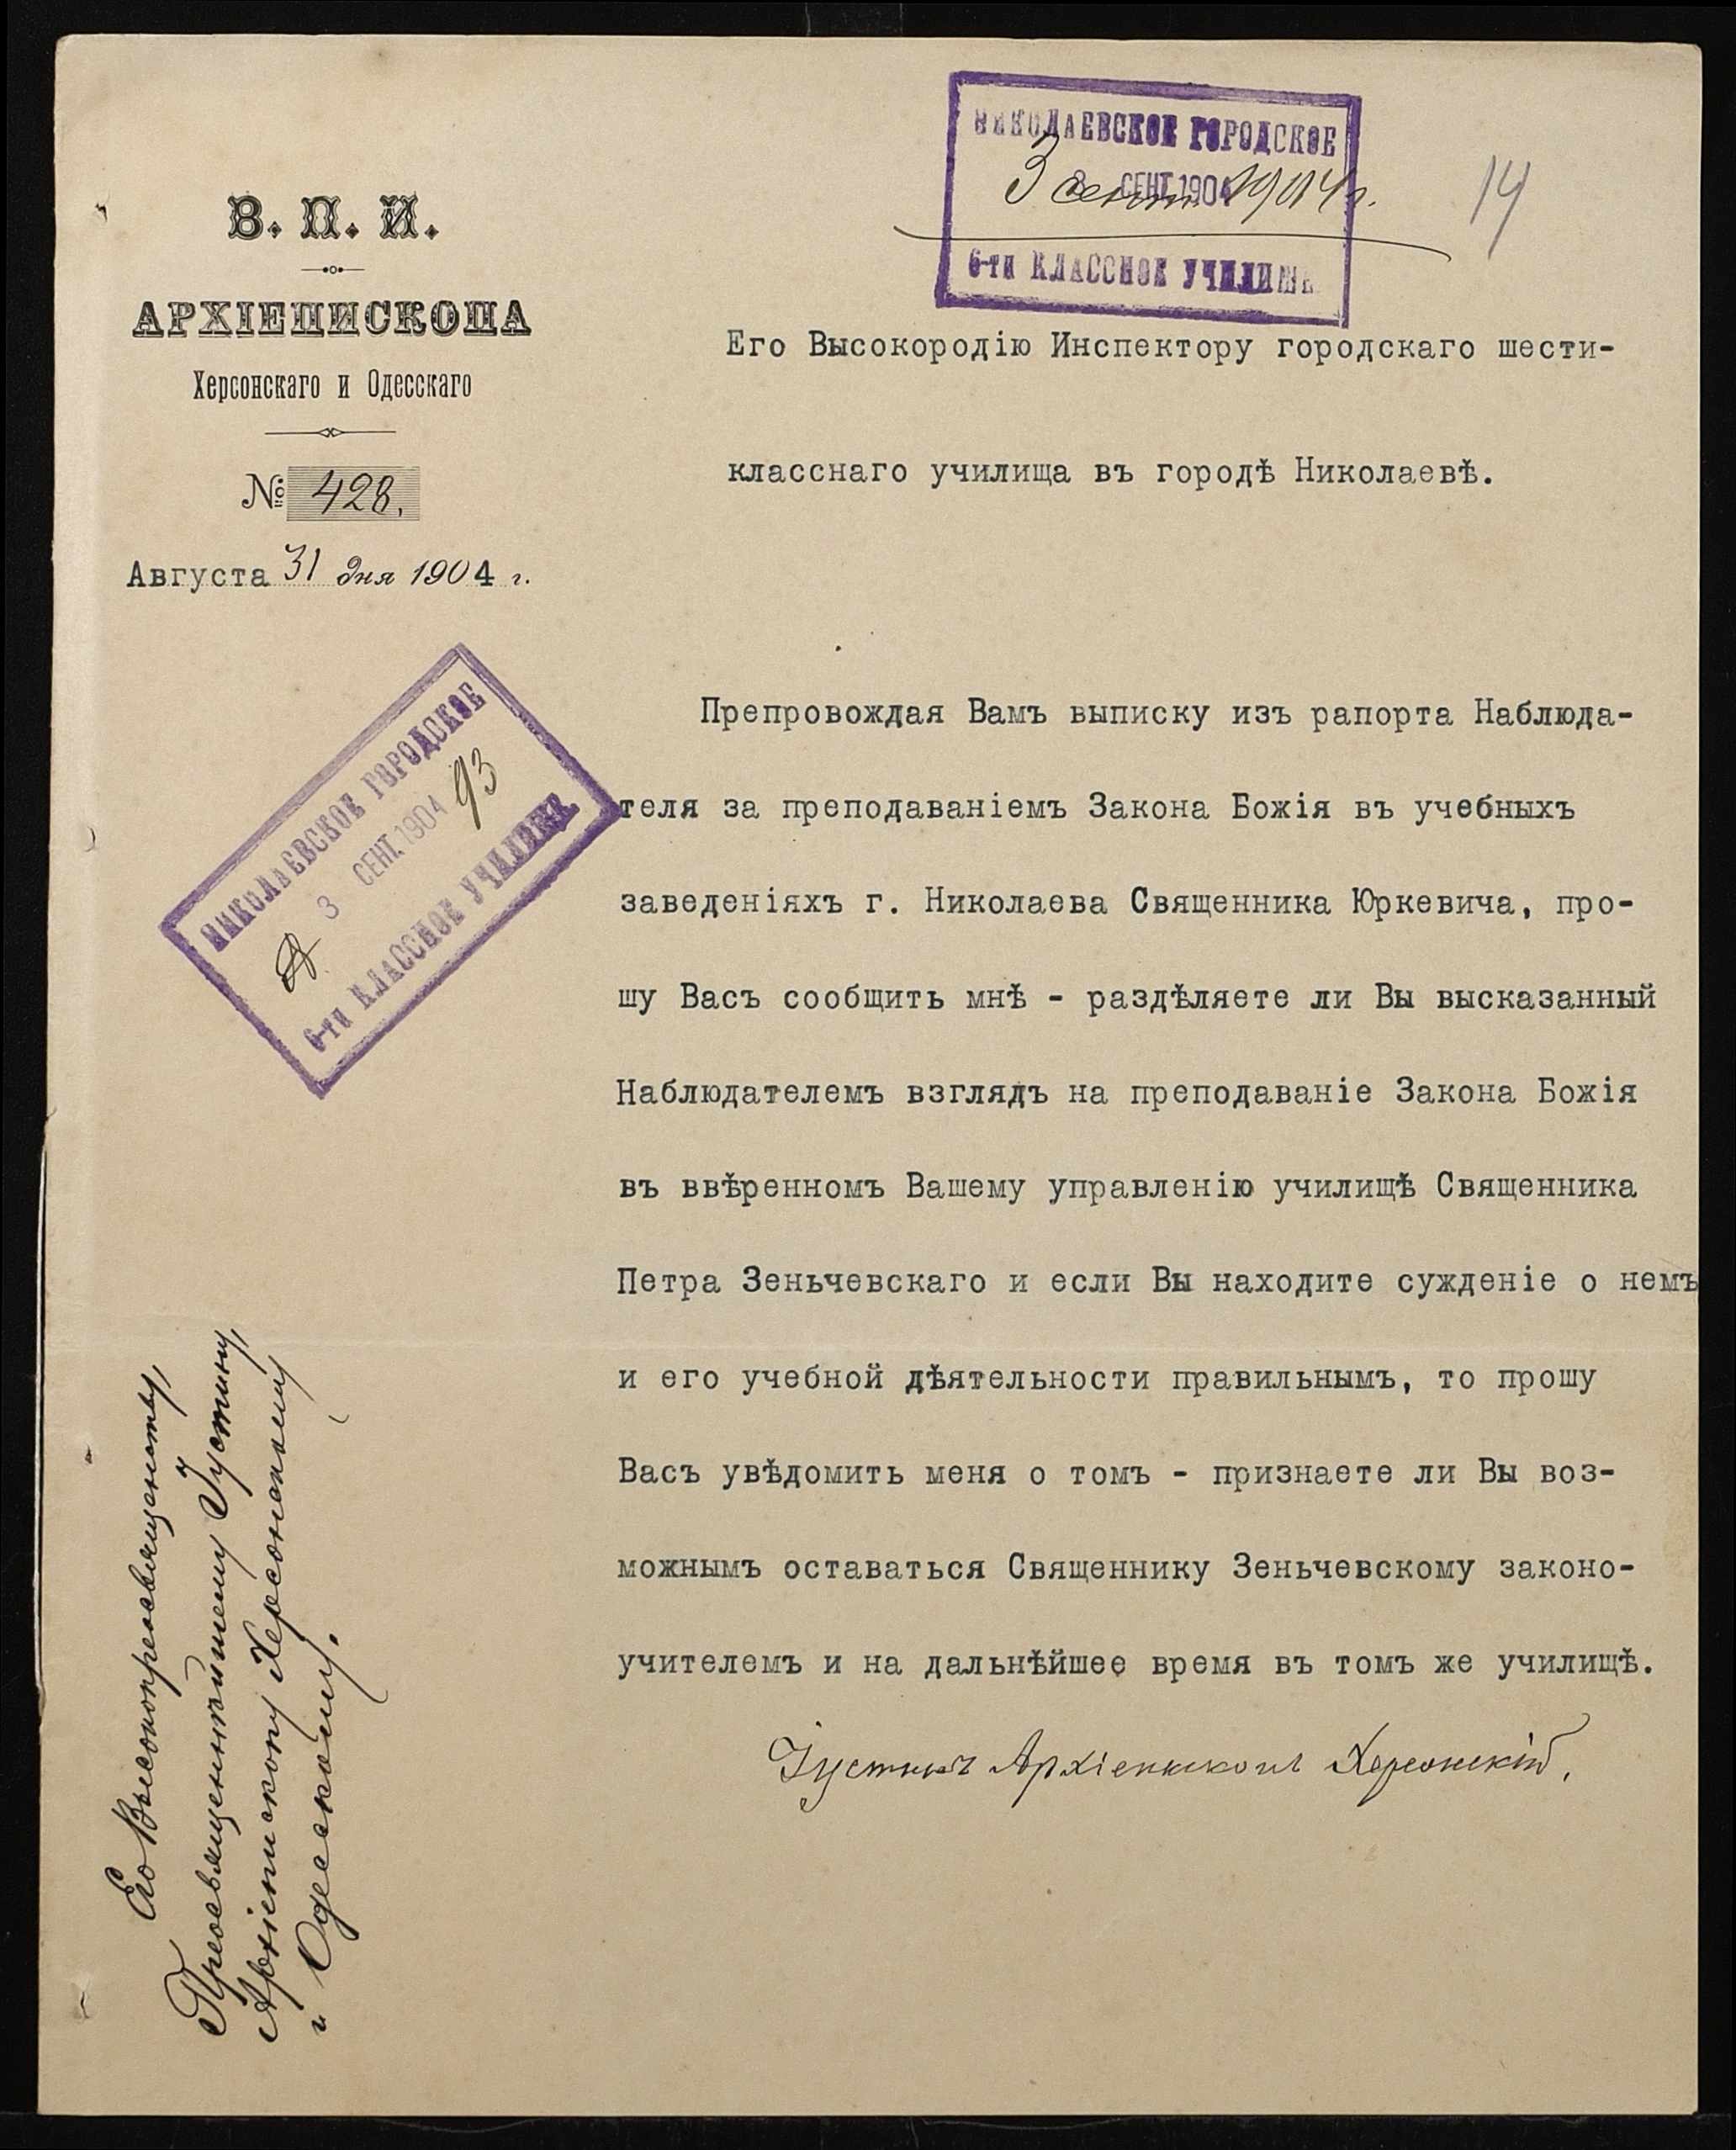 В. П. И.
АРХІЕПИСКОПА
Херсонскаго и Одесскаго
№ 428.
Августа 31 дня 1904 г.
НИКОЛАЕВСКОЕ ГОРОДСКОЕ
3 СЕНТ. 1904
3 сент. 1904 г.
6-ти КЛАССНОЕ УЧИЛИЩЕ
14
Его Высокородію Инспектору городскаго шести-
класснаго училища въ городѣ Николаевѣ.
НИКОЛАЕВСКОЕ ГОРОДСКОЕ
3 СЕНТ. 1904 93
6-ти КЛАССНОЕ УЧИЛИЩЕ
Препровождая Вамъ выписку изъ рапорта Наблюда-
теля за преподаваніемъ Закона Божія въ учебныхъ
заведеніяхъ г. Николаева Священника Юркевича, про-
шу Васъ сообщить мнѣ - раздѣляете ли Вы высказанный
Наблюдателемъ взглядъ на преподаваніе Закона Божія
въ ввѣренномъ Вашему управленію училищѣ Священника
Петра Зеньчевскаго и если Вы находите сужденіе о немъ
и его учебной дѣятельности правильнымъ, то прошу
Васъ увѣдомить меня о томъ - признаете ли Вы воз-
можнымъ оставаться Священнику Зеньчевскому законо-
учителемъ и на дальнѣйшее время въ томъ же училищѣ.
Іустинъ Архіепископъ Херсонскій.
Его Высокопреосвященству,
Преосвященнѣйшему Іустину,
Архіепископу Херсонскому
и Одесскому.